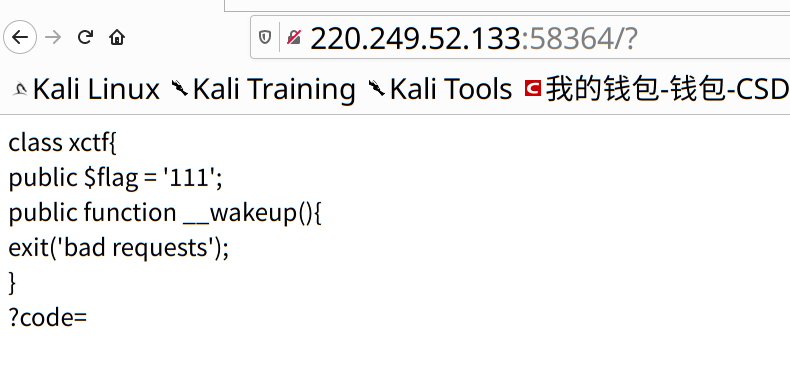 220.249.52.133:58364/?
Kali Linux Kali Training Kali Tools 我的钱包-钱包-CSD
class xctf{
public $flag = '111';
public function __wakeup(){
exit('bad requests');
}
?code=